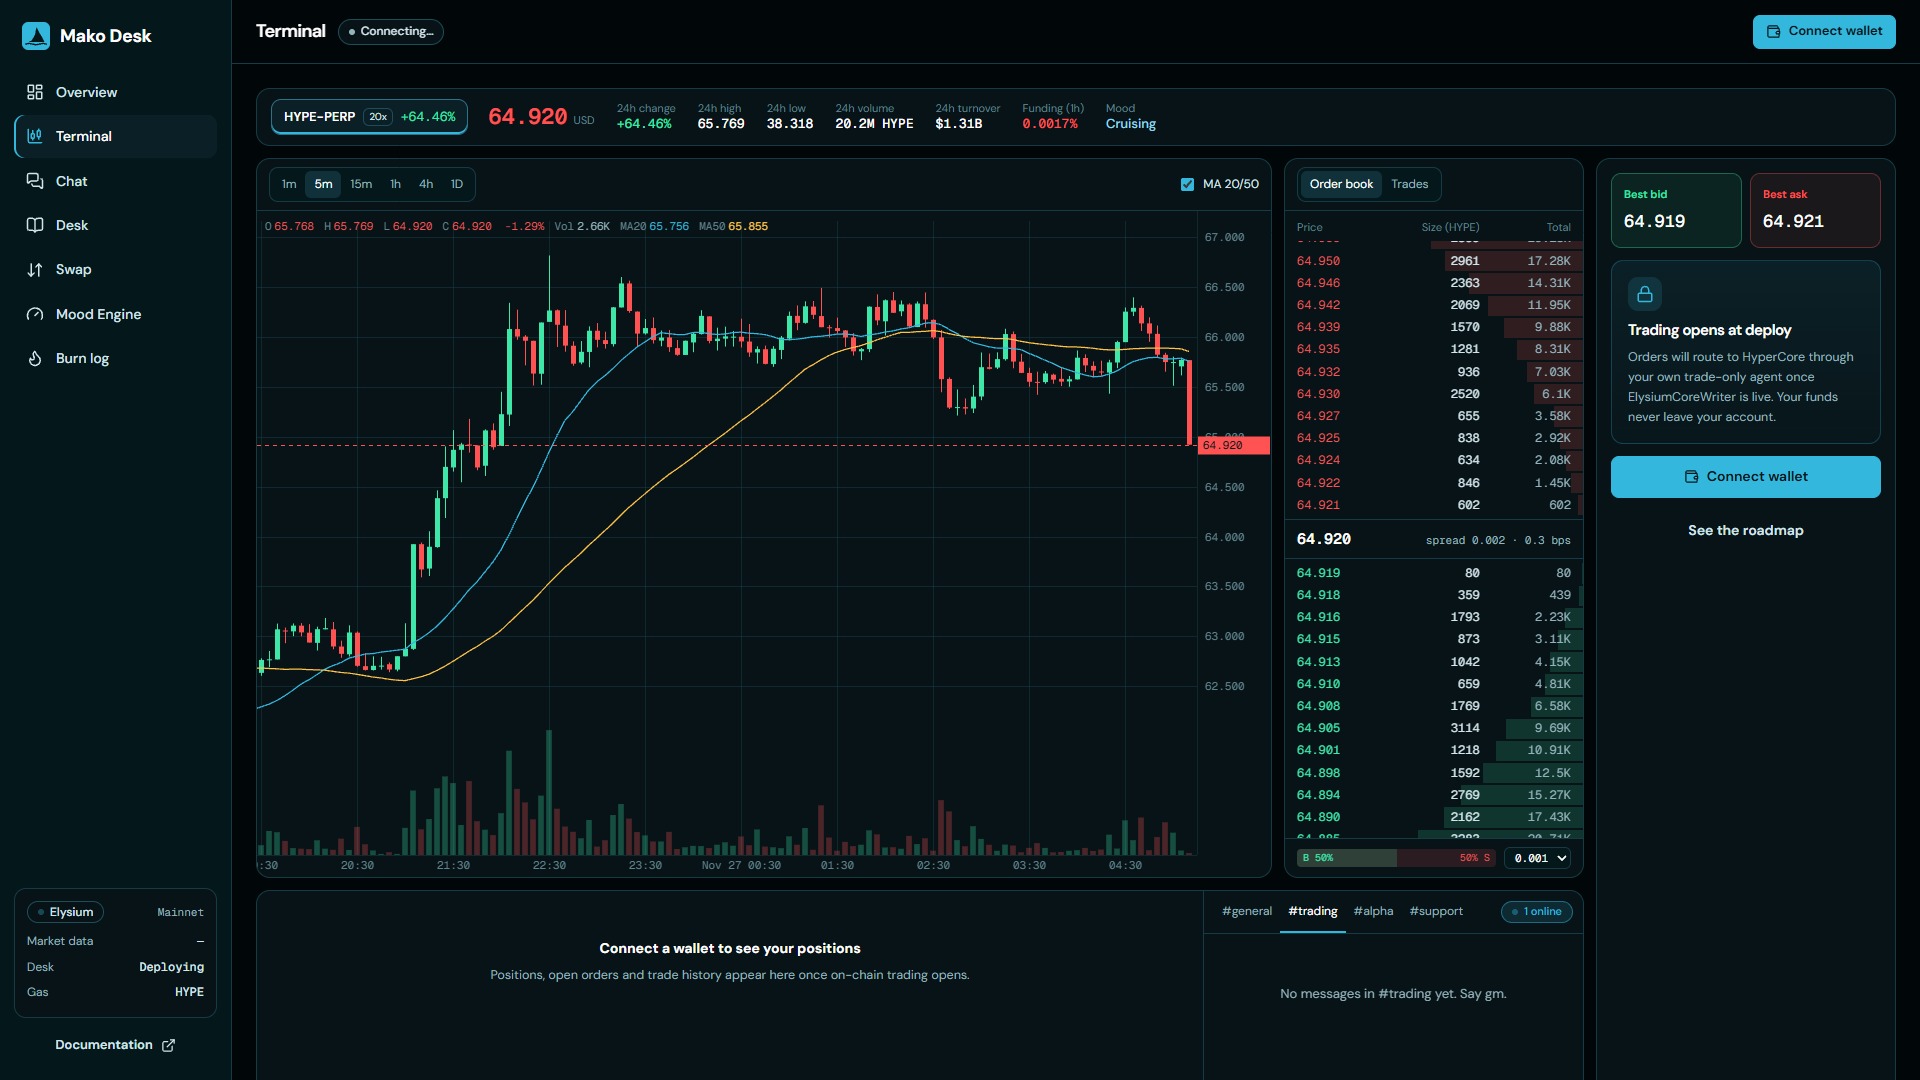 Mako Desk
Overview
Terminal
Chat
Desk
Swap
Mood Engine
Burn log
Elysium Mainnet
Market data –
Desk Deploying
Gas HYPE
Documentation
Terminal Connecting… Connect wallet
HYPE-PERP 20x +64.46% 64.920 USD
24h change +64.46%
24h high 65.769
24h low 38.318
24h volume 20.2M HYPE
24h turnover $1.31B
Funding (1h) 0.0017%
Mood Cruising
1m 5m 15m 1h 4h 1D MA 20/50
O 65.768 H 65.769 L 64.920 C 64.920 -1.29% Vol 2.66K MA20 65.756 MA50 65.855
67.000
66.500
66.000
65.500
64.920
64.500
64.000
63.500
63.000
62.500
:30 20:30 21:30 22:30 23:30 Nov 27 00:30 01:30 02:30 03:30 04:30
Order book Trades
Price Size (HYPE) Total
64.950 2961 17.28K
64.946 2363 14.31K
64.942 2069 11.95K
64.939 1570 9.88K
64.935 1281 8.31K
64.932 936 7.03K
64.930 2520 6.1K
64.927 655 3.58K
64.925 838 2.92K
64.924 634 2.08K
64.922 846 1.45K
64.921 602 602
64.920 spread 0.002 · 0.3 bps
64.919 80 80
64.918 359 439
64.916 1793 2.23K
64.915 873 3.11K
64.913 1042 4.15K
64.910 659 4.81K
64.908 1769 6.58K
64.905 3114 9.69K
64.901 1218 10.91K
64.898 1592 12.5K
64.894 2769 15.27K
64.890 2162 17.43K
B 50% 50% S 0.001
Best bid
64.919
Best ask
64.921
Trading opens at deploy
Orders will route to HyperCore through
your own trade-only agent once
ElysiumCoreWriter is live. Your funds
never leave your account.
Connect wallet
See the roadmap
Connect a wallet to see your positions
Positions, open orders and trade history appear here once on-chain trading opens.
#general #trading #alpha #support 1 online
No messages in #trading yet. Say gm.